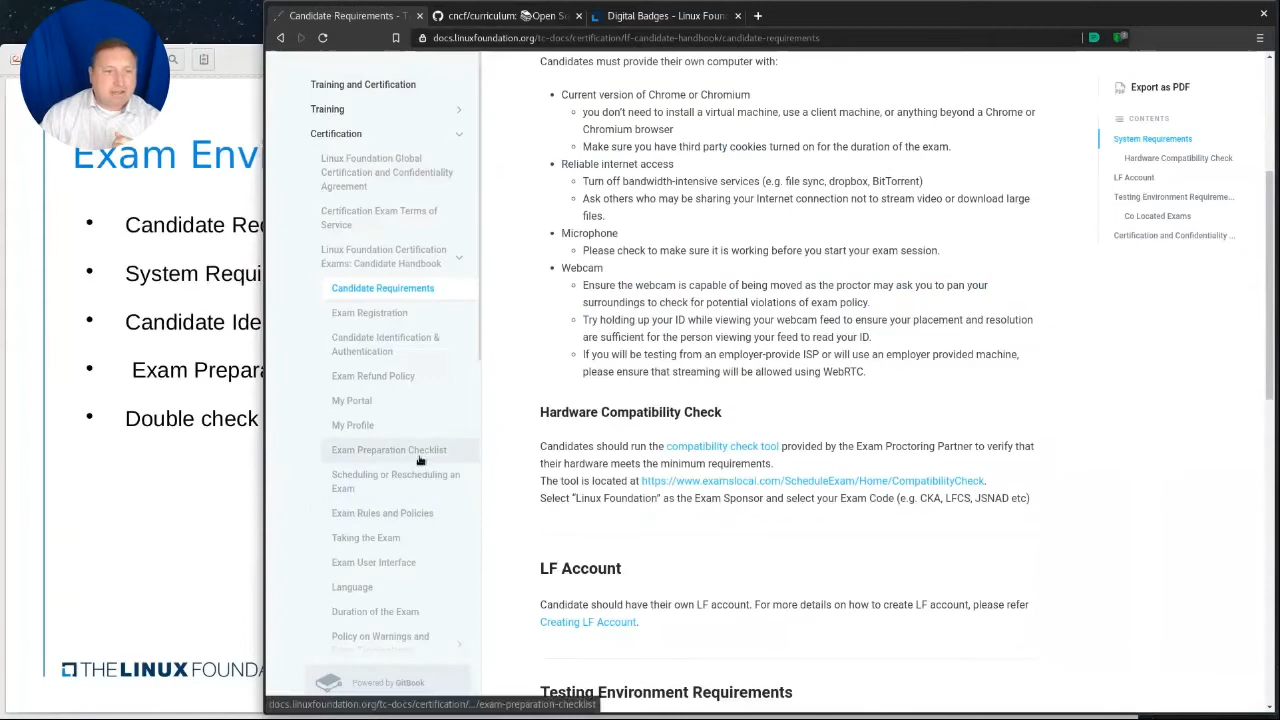 Candidate Requirements - T
cncf/curriculum: 📚Open So
Digital Badges - Linux Foun
docs.linuxfoundation.org/tc-docs/certification/lf-candidate-handbook/candidate-requirements
Exam Env
Candidate Re
System Requi
Candidate Ide
Exam Prepar
Double check
THE LINUX FOUNDA
Training and Certification
Training
Certification
Linux Foundation Global
Certification and Confidentiality
Agreement
Certification Exam Terms of
Service
Linux Foundation Certification
Exams: Candidate Handbook
Candidate Requirements
Exam Registration
Candidate Identification &
Authentication
Exam Refund Policy
My Portal
My Profile
Exam Preparation Checklist
Scheduling or Rescheduling an
Exam
Exam Rules and Policies
Taking the Exam
Exam User Interface
Language
Duration of the Exam
Policy on Warnings and
Powered by GitBook
docs.linuxfoundation.org/tc-docs/certification/.../exam-preparation-checklist
Candidates must provide their own computer with:
• Current version of Chrome or Chromium
you don't need to install a virtual machine, use a client machine, or anything beyond a Chrome or
Chromium browser
Make sure you have third party cookies turned on for the duration of the exam.
• Reliable internet access
Turn off bandwidth-intensive services (e.g. file sync, dropbox, BitTorrent)
Ask others who may be sharing your Internet connection not to stream video or download large
files.
• Microphone
Please check to make sure it is working before you start your exam session.
• Webcam
Ensure the webcam is capable of being moved as the proctor may ask you to pan your
surroundings to check for potential violations of exam policy.
Try holding up your ID while viewing your webcam feed to ensure your placement and resolution
are sufficient for the person viewing your feed to read your ID.
If you will be testing from an employer-provide ISP or will use an employer provided machine,
please ensure that streaming will be allowed using WebRTC.
Hardware Compatibility Check
Candidates should run the compatibility check tool provided by the Exam Proctoring Partner to verify that
their hardware meets the minimum requirements.
The tool is located at https://www.examslocal.com/ScheduleExam/Home/CompatibilityCheck.
Select "Linux Foundation" as the Exam Sponsor and select your Exam Code (e.g. CKA, LFCS, JSNAD etc)
LF Account
Candidate should have their own LF account. For more details on how to create LF account, please refer
Creating LF Account.
Testing Environment Requirements
Export as PDF
CONTENTS
System Requirements
Hardware Compatibility Check
LF Account
Testing Environment Requireme...
Co Located Exams
Certification and Confidentiality ...